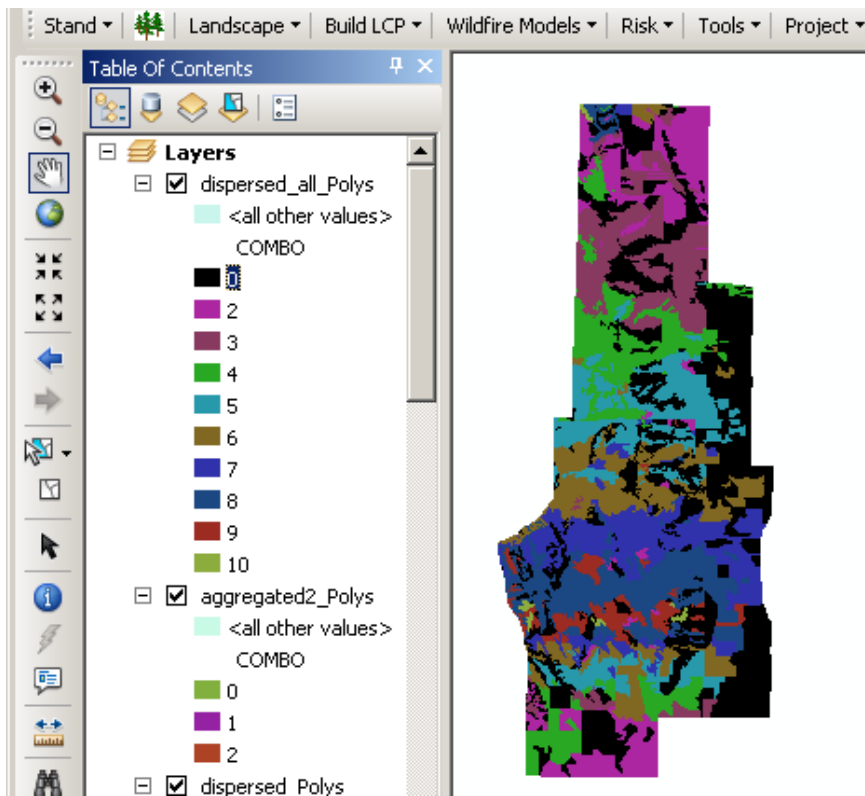 Stand Landscape Build LCP Wildfire Models Risk Tools Project
Table Of Contents
Layers
dispersed_all_Polys
<all other values>
COMBO
0
2
3
4
5
6
7
8
9
10
aggregated2_Polys
<all other values>
COMBO
0
1
2
dispersed_Polys